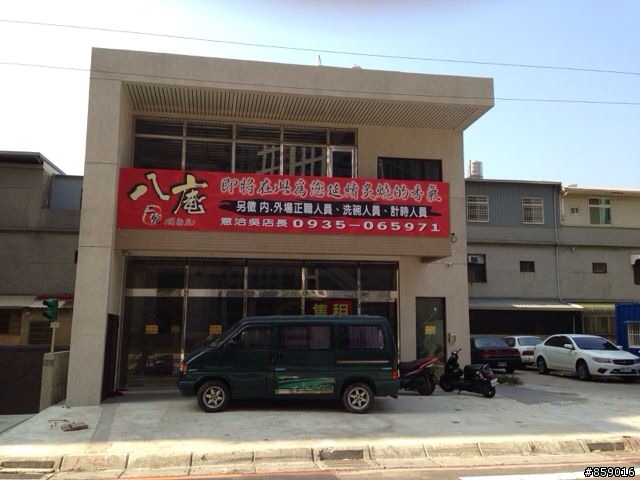 八庵
即將在此為您延續炙燒的香氣
另徵 內、外場正職人員、洗碗人員、計時人員
意洽吳店長 0935-065971
售租
#859016